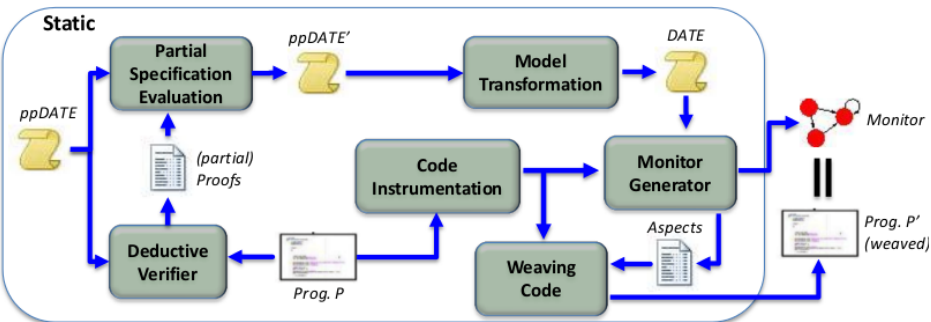 Static
Partial
Specification
Evaluation
ppDATE'
Model
Transformation
DATE
ppDATE
(partial)
Proofs
Code
Instrumentation
Monitor
Generator
Monitor
Deductive
Verifier
Prog. P
Weaving
Code
Aspects
Prog. P'
(weaved)